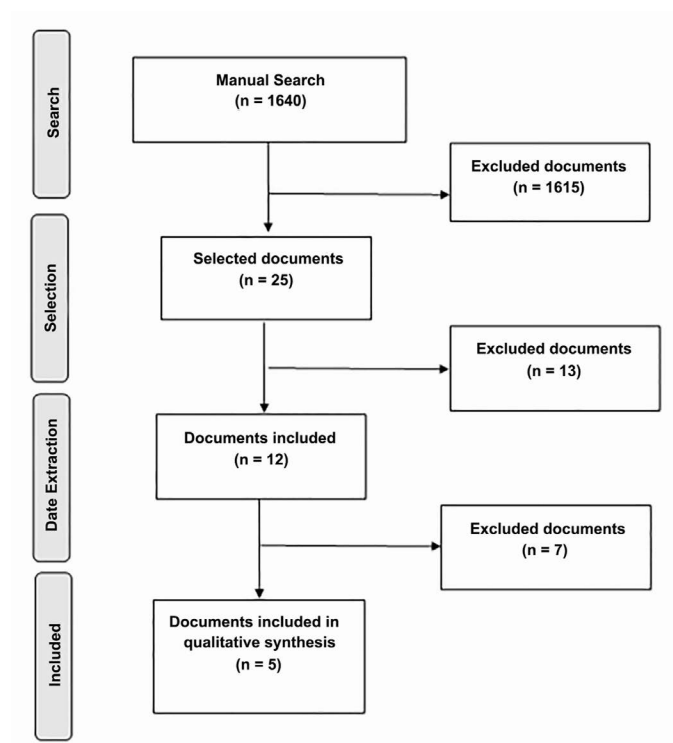 Search
Manual Search
(n = 1640)
Excluded documents
(n = 1615)
Selection
Selected documents
(n = 25)
Excluded documents
(n = 13)
Date Extraction
Documents included
(n = 12)
Excluded documents
(n = 7)
Included
Documents included in
qualitative synthesis
(n = 5)